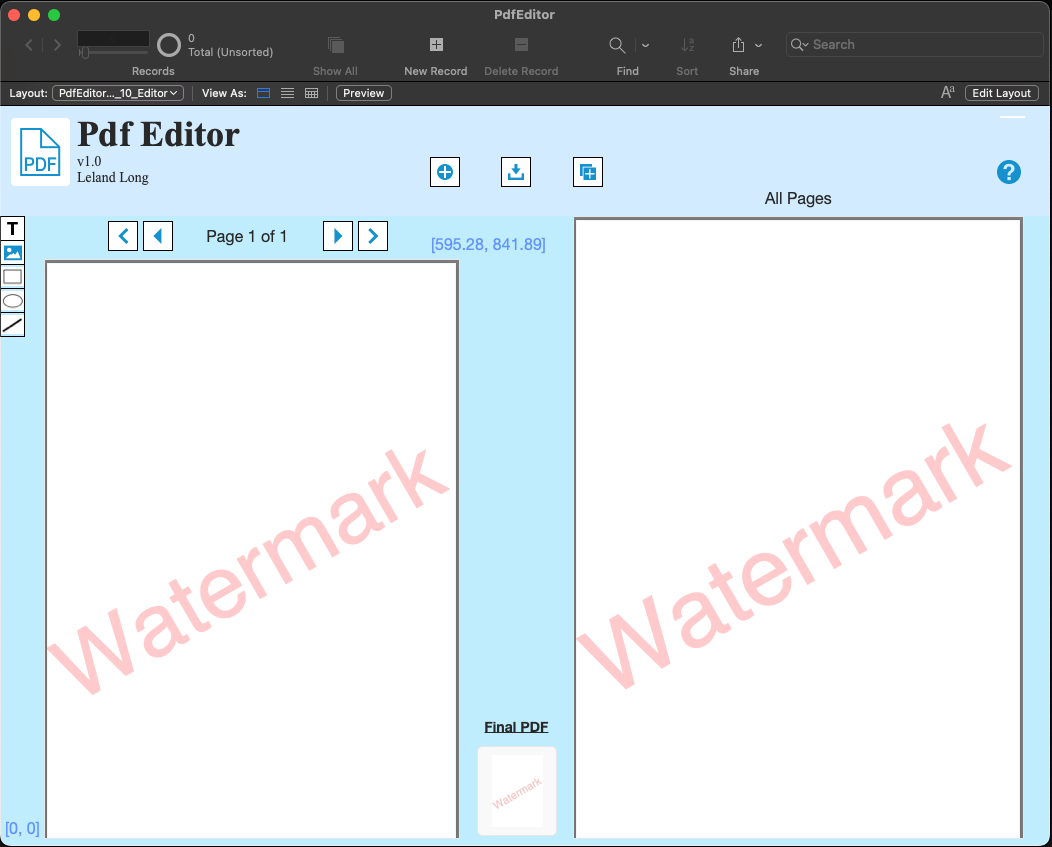 PdfEditor
0
Total (Unsorted)
Search
Records
Show All
New Record
Delete Record
Find
Sort
Share
Layout:
PdfEditor..._10_Editor
View As:
Preview
Aa
Edit Layout
PDF
Pdf Editor
v1.0
Leland Long
?
All Pages
T
Page 1 of 1
[595.28, 841.89]
Watermark
Watermark
Final PDF
Watermark
[0, 0]